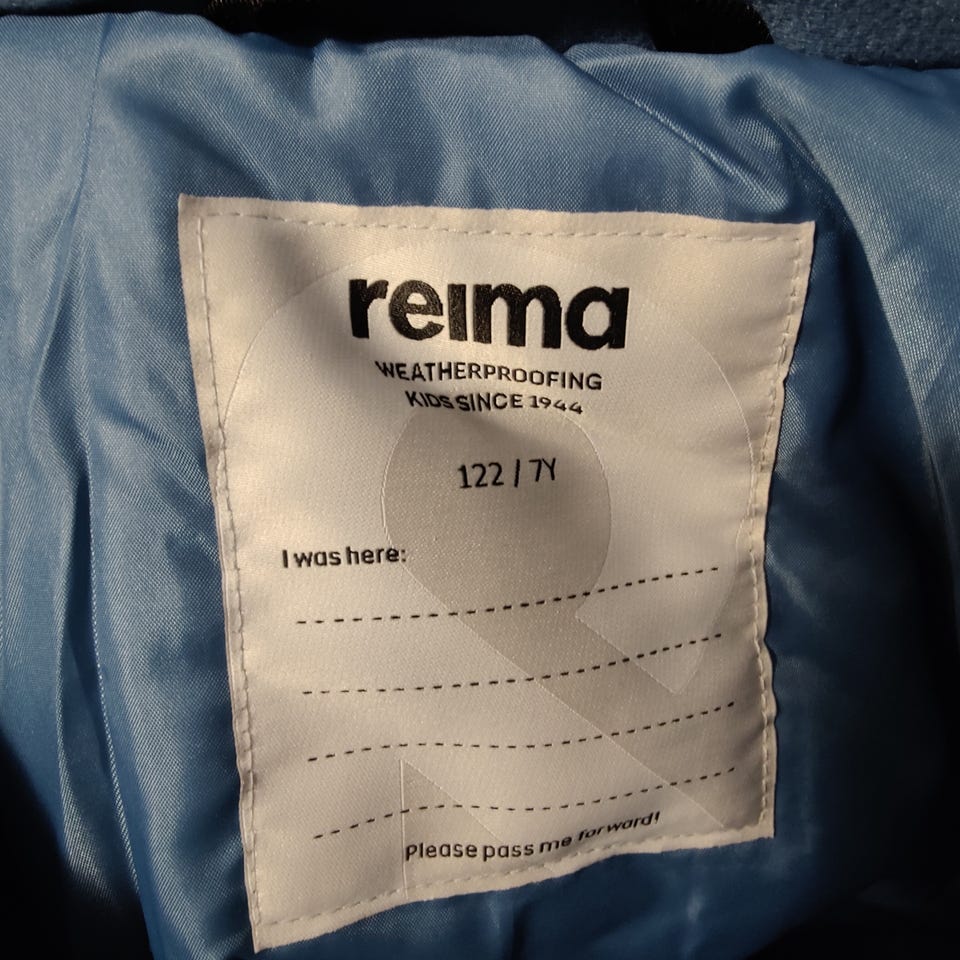 reima
WEATHERPROOFING
KIDS SINCE 1944
122 / 7Y
I was here:
Please pass me forward!